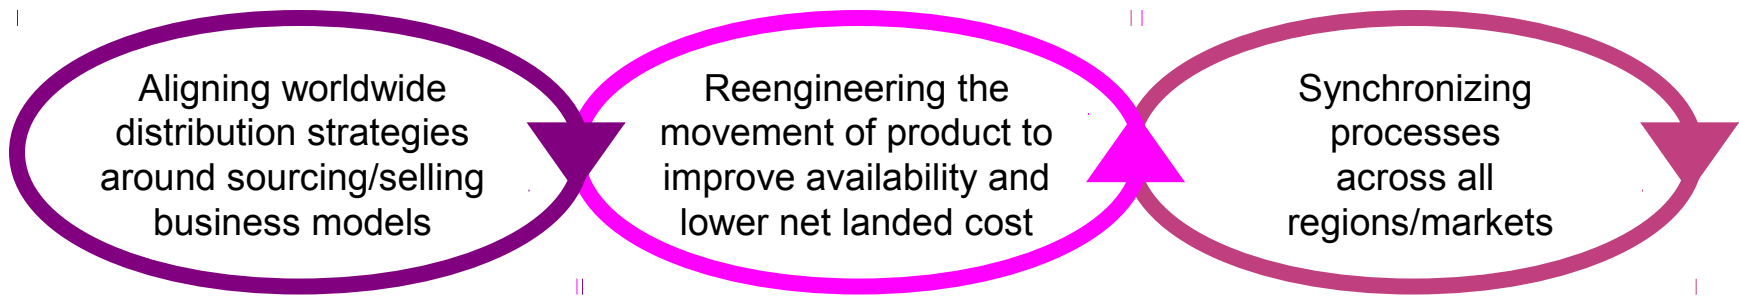 Aligning worldwide
distribution strategies
around sourcing/selling
business models
Reengineering the
movement of product to
improve availability and
lower net landed cost
Synchronizing
processes
across all
regions/markets